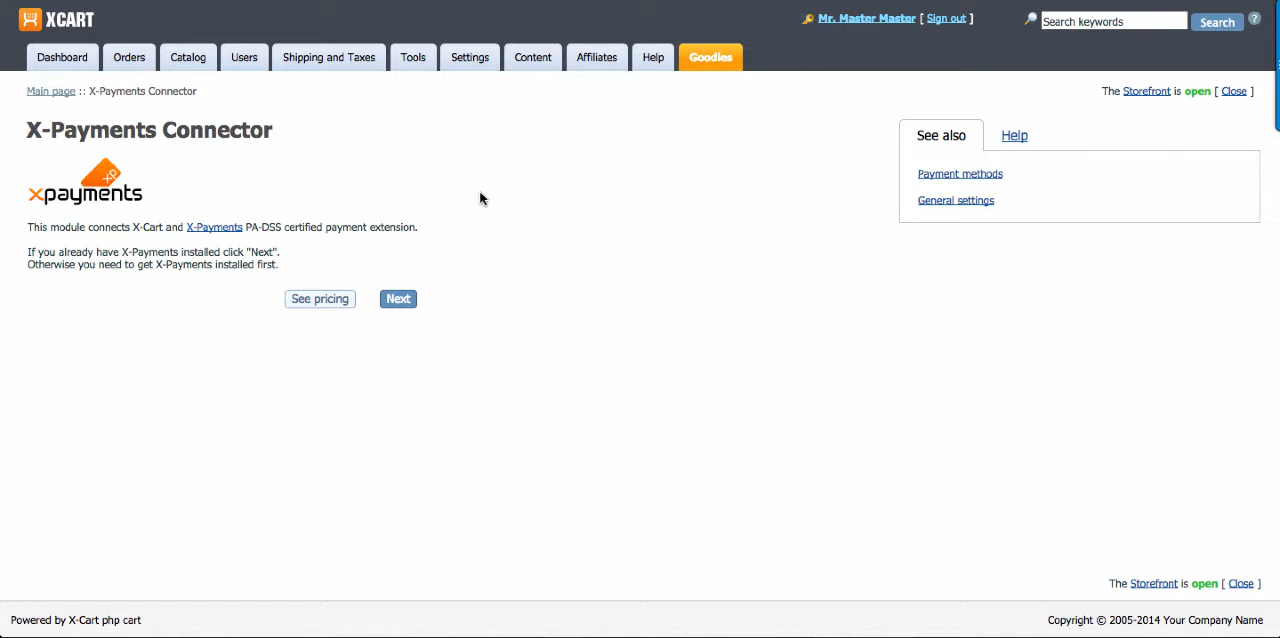 XCART
Mr. Master Master [ Sign out ]
Search keywords
Search
?
Dashboard
Orders
Catalog
Users
Shipping and Taxes
Tools
Settings
Content
Affiliates
Help
Goodies
Main page :: X-Payments Connector
The Storefront is open [ Close ]
X-Payments Connector
See also
Help
Payment methods
General settings
xpayments
This module connects X-Cart and X-Payments PA-DSS certified payment extension.
If you already have X-Payments installed click "Next".
Otherwise you need to get X-Payments installed first.
See pricing
Next
The Storefront is open [ Close ]
Powered by X-Cart php cart
Copyright © 2005-2014 Your Company Name